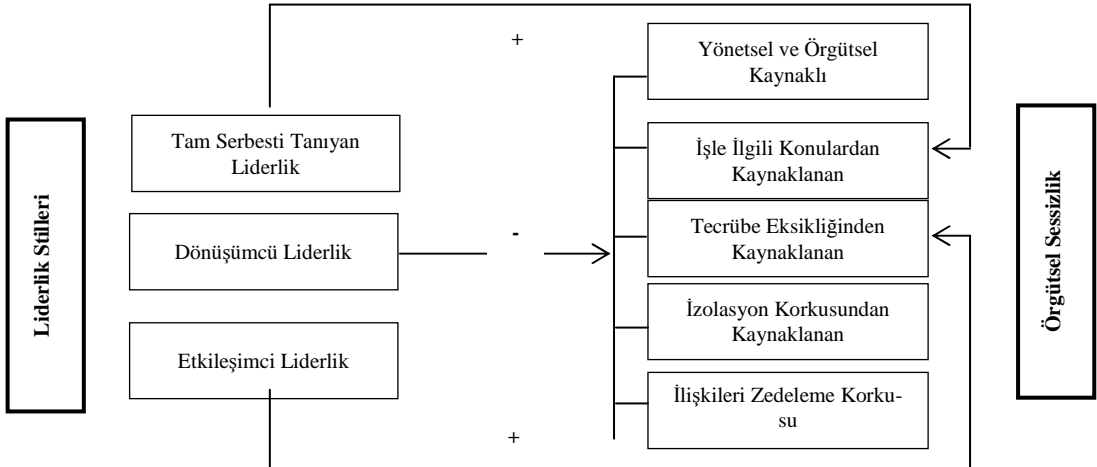 Liderlik Stilleri
Tam Serbesti Tanıyan
Liderlik
Dönüşümcü Liderlik
Etkileşimci Liderlik
+
-
+
Yönetsel ve Örgütsel
Kaynaklı
İşle İlgili Konulardan
Kaynaklanan
Tecrübe Eksikliğinden
Kaynaklanan
İzolasyon Korkusundan
Kaynaklanan
İlişkileri Zedeleme Korku-
su
Örgütsel Sessizlik